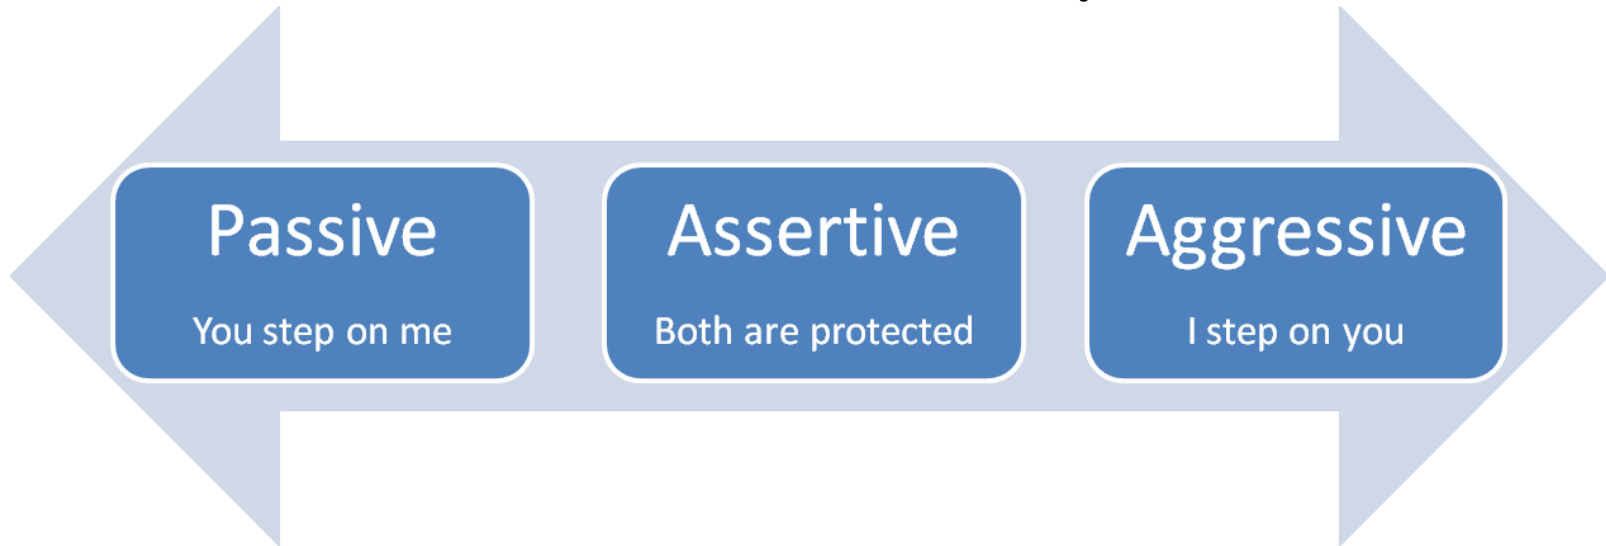 Passive
You step on me
Assertive
Both are protected
Aggressive
I step on you